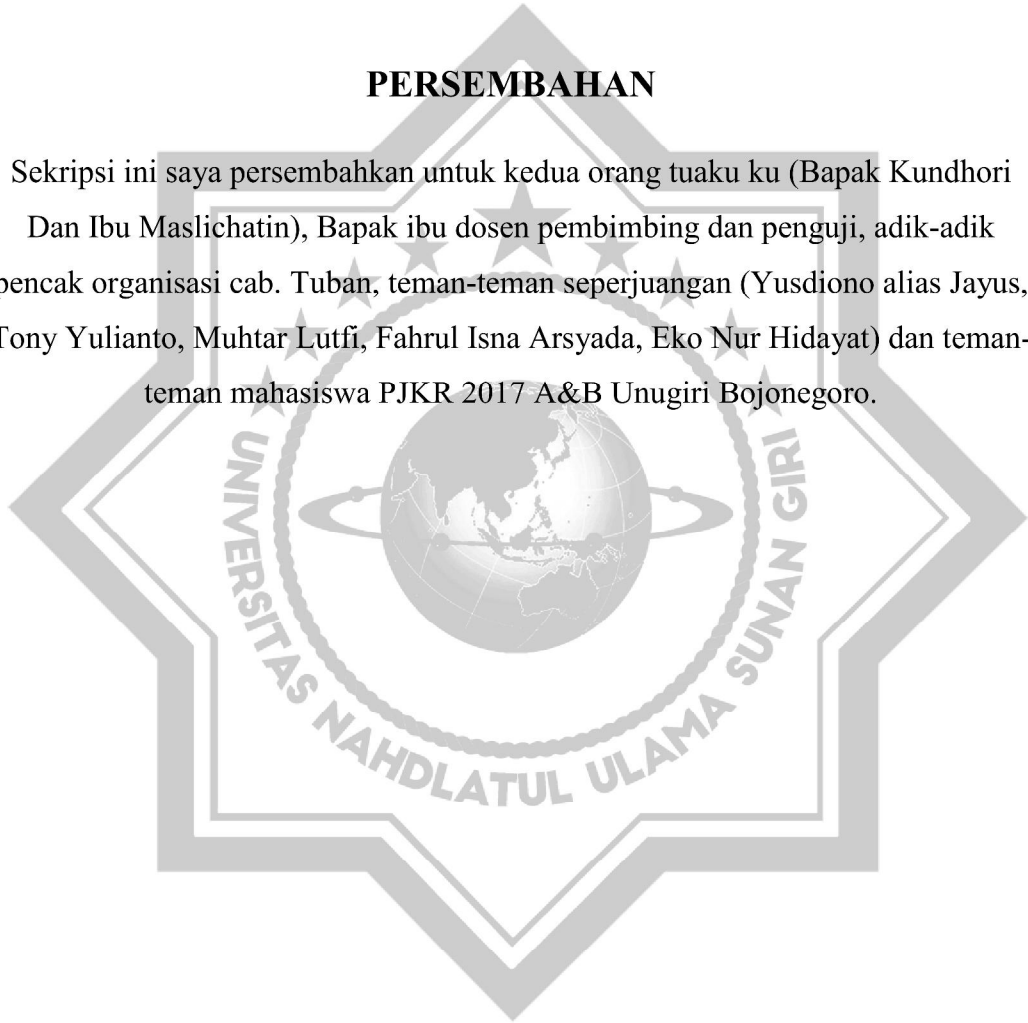 PERSEMBAHAN
Sekripsi ini saya persembahkan untuk kedua orang tuaku ku (Bapak Kundhori
Dan Ibu Maslichatin), Bapak ibu dosen pembimbing dan penguji, adik-adik
pencak organisasi cab. Tuban, teman-teman seperjuangan (Yusdiono alias Jayus,
Tony Yulianto, Muhtar Lutfi, Fahrul Isna Arsyada, Eko Nur Hidayat) dan teman-
teman mahasiswa PJKR 2017 A&B Unugiri Bojonegoro.
UNIVERSITAS NAHDLATUL ULAMA SUNAN GIRI